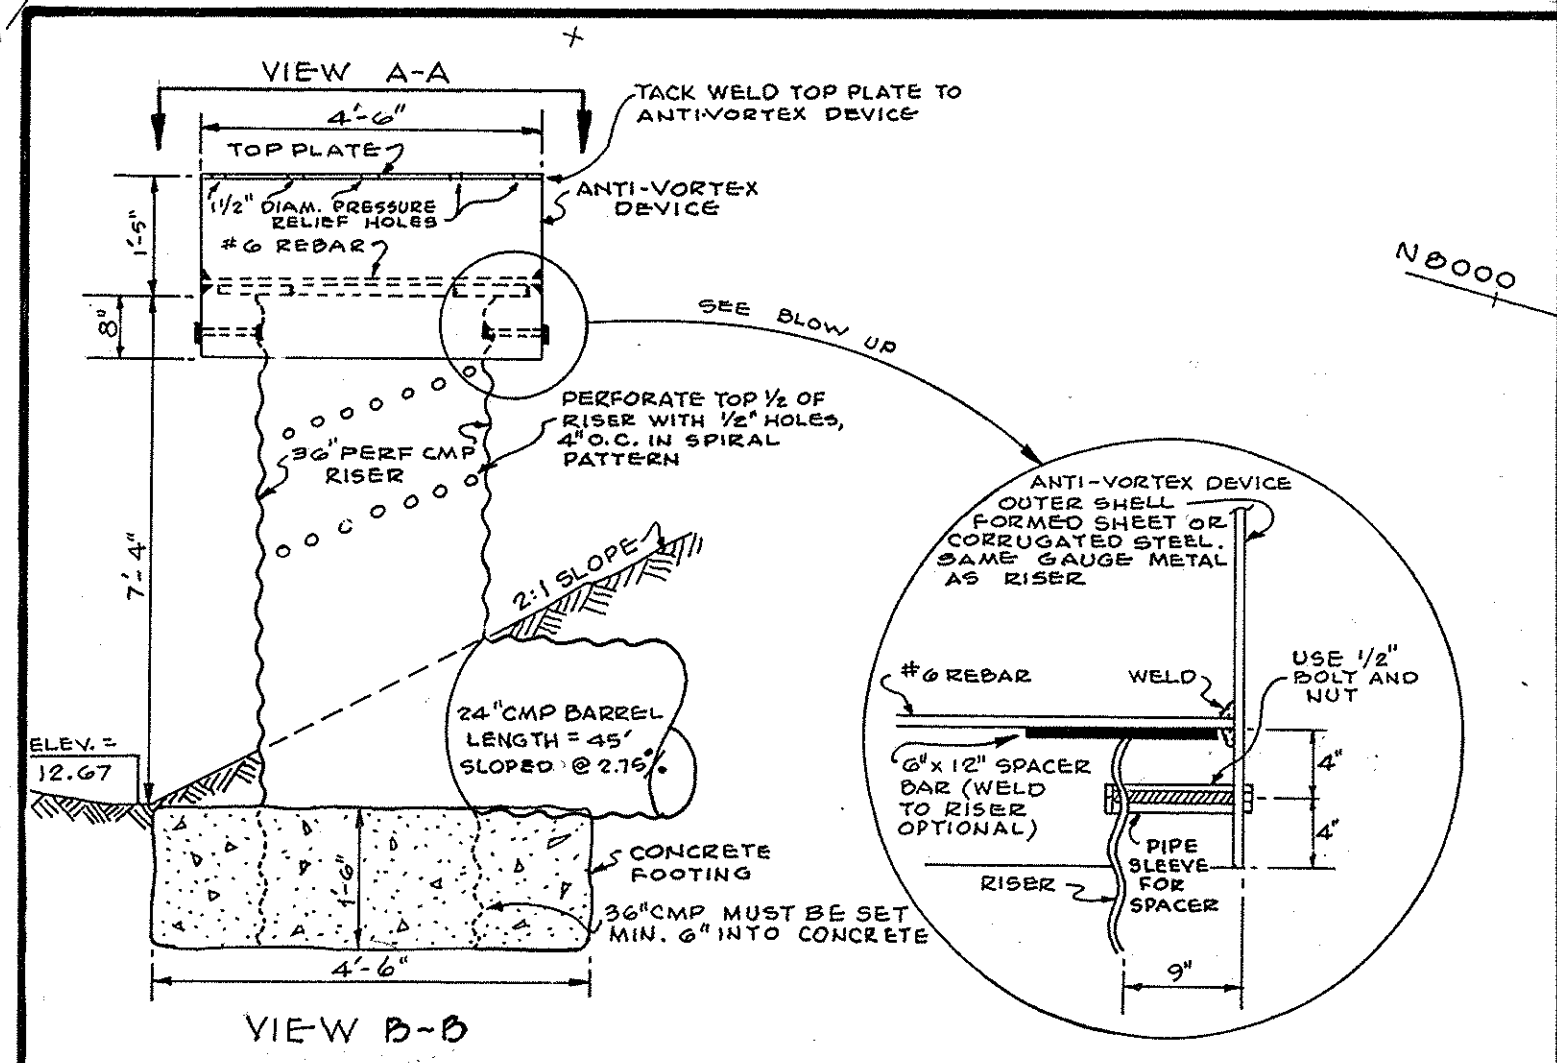 VIEW A-A
4'-6"
TACK WELD TOP PLATE TO
ANTI-VORTEX DEVICE
TOP PLATE
1 1/2" DIAM. PRESSURE
RELIEF HOLES
ANTI-VORTEX
DEVICE
#6 REBAR
1'-5"
8"
7'-4"
SEE BLOW UP
N 8000
PERFORATE TOP 1/2 OF
RISER WITH 1/2" HOLES,
4" O.C. IN SPIRAL
PATTERN
36" PERF CMP
RISER
2:1 SLOPE
24" CMP BARREL
LENGTH = 45'
SLOPED @ 2.75%
ELEV. =
12.67
1'-6"
CONCRETE
FOOTING
36" CMP MUST BE SET
MIN. 6" INTO CONCRETE
4'-6"
VIEW B-B
ANTI-VORTEX DEVICE
OUTER SHELL
FORMED SHEET OR
CORRUGATED STEEL.
SAME GAUGE METAL
AS RISER
#6 REBAR
WELD
USE 1/2"
BOLT AND
NUT
6" x 12" SPACER
BAR (WELD
TO RISER
OPTIONAL)
4"
4"
PIPE
SLEEVE
FOR
SPACER
RISER
9"